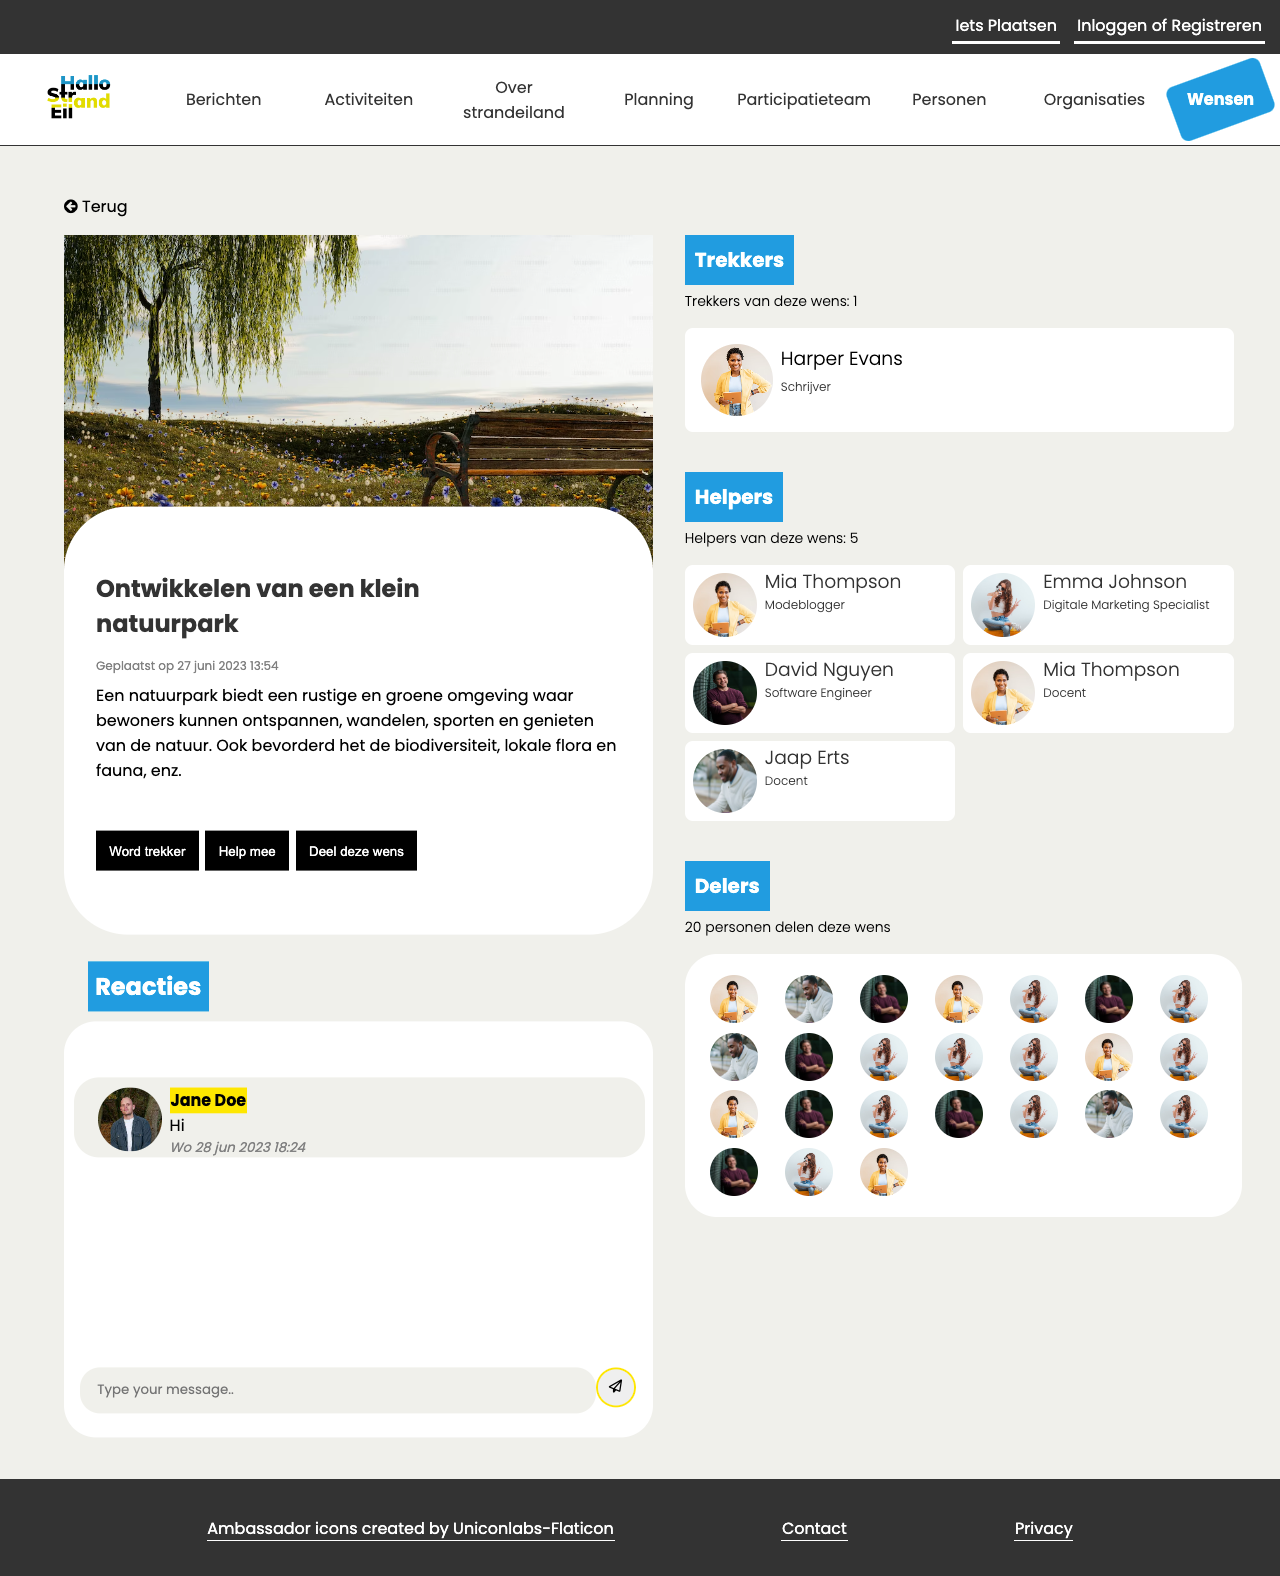 Iets Plaatsen Inloggen of Registreren
Hallo
Str
eiland
Eil
Berichten
Activiteiten
Over
strandeiland
Planning
Participatieteam
Personen
Organisaties
Wensen
Terug
Ontwikkelen van een klein
natuurpark
Geplaatst op 27 juni 2023 13:54
Een natuurpark biedt een rustige en groene omgeving waar
bewoners kunnen ontspannen, wandelen, sporten en genieten
van de natuur. Ook bevorderd het de biodiversiteit, lokale flora en
fauna, enz.
Word trekker Help mee Deel deze wens
Reacties
Jane Doe
Hi
Wo 28 jun 2023 18:24
Type your message..
Trekkers
Trekkers van deze wens: 1
Harper Evans
Schrijver
Helpers
Helpers van deze wens: 5
Mia Thompson
Modeblogger
Emma Johnson
Digitale Marketing Specialist
David Nguyen
Software Engineer
Mia Thompson
Docent
Jaap Erts
Docent
Delers
20 personen delen deze wens
Ambassador icons created by Uniconlabs-Flaticon Contact Privacy